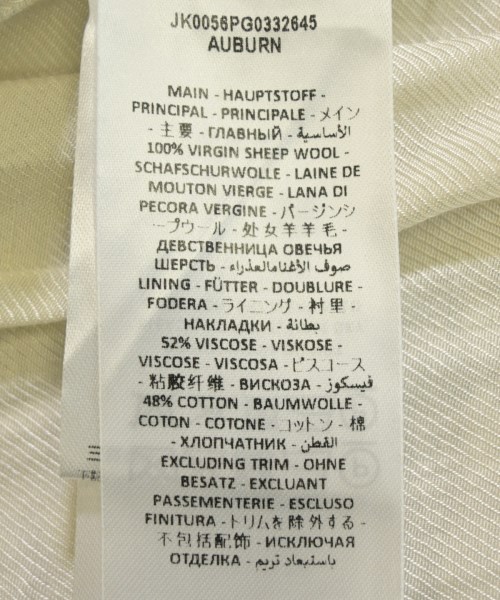 JK0056PG0332645
AUBURN
MAIN - HAUPTSTOFF -
PRINCIPAL - PRINCIPALE - メイン
- 主要 - ГЛАВНЫЙ - الأساسية -
100% VIRGIN SHEEP WOOL -
SCHAFSCHURWOLLE - LAINE DE
MOUTON VIERGE - LANA DI
PECORA VERGINE - バージンシ
ープウール - 处女羊羊毛 -
ДЕВСТВЕННИЦА ОВЕЧЬЯ
ШЕРСТЬ - صوف الأغنامالعذراء -
LINING - FÜTTER - DOUBLURE -
FODERA - ライニング - 衬里 -
НАКЛАДКИ - بطانة -
52% VISCOSE - VISKOSE -
VISCOSE - VISCOSA - ビスコース
- 粘胶纤维 - ВИСКОЗА - فيسكوز -
48% COTTON - BAUMWOLLE -
COTON - COTONE - コットン - 棉
- ХЛОПЧАТНИК - القطن -
EXCLUDING TRIM - OHNE
BESATZ - EXCLUANT
PASSEMENTERIE - ESCLUSO
FINITURA - トリムを除外する -
不包括配饰 - ИСКЛЮЧАЯ
ОТДЕЛКА - باستبعاد تريم -